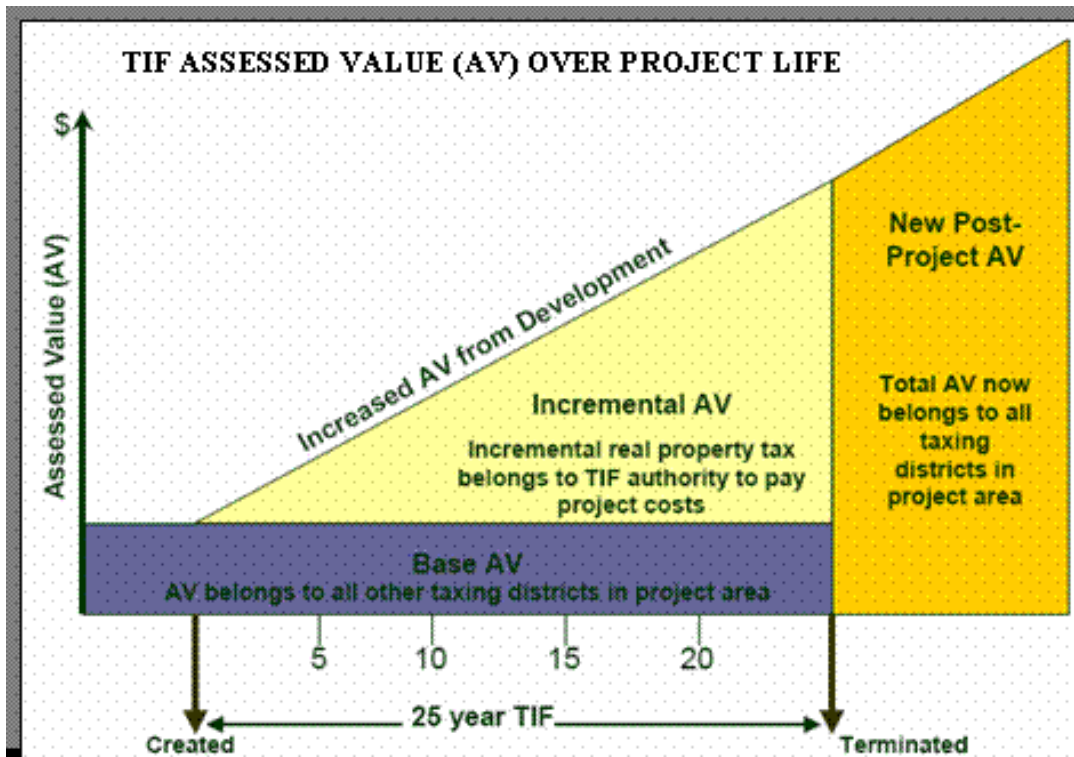 TIF ASSESSED VALUE (AV) OVER PROJECT LIFE
$
Assessed Value (AV)
Increased AV from Development
New Post-
Project AV
Incremental AV
Incremental real property tax
belongs to TIF authority to pay
project costs
Total AV now
belongs to all
taxing
districts in
project area
Base AV
AV belongs to all other taxing districts in project area
5
10
15
20
25 year TIF
Created
Terminated